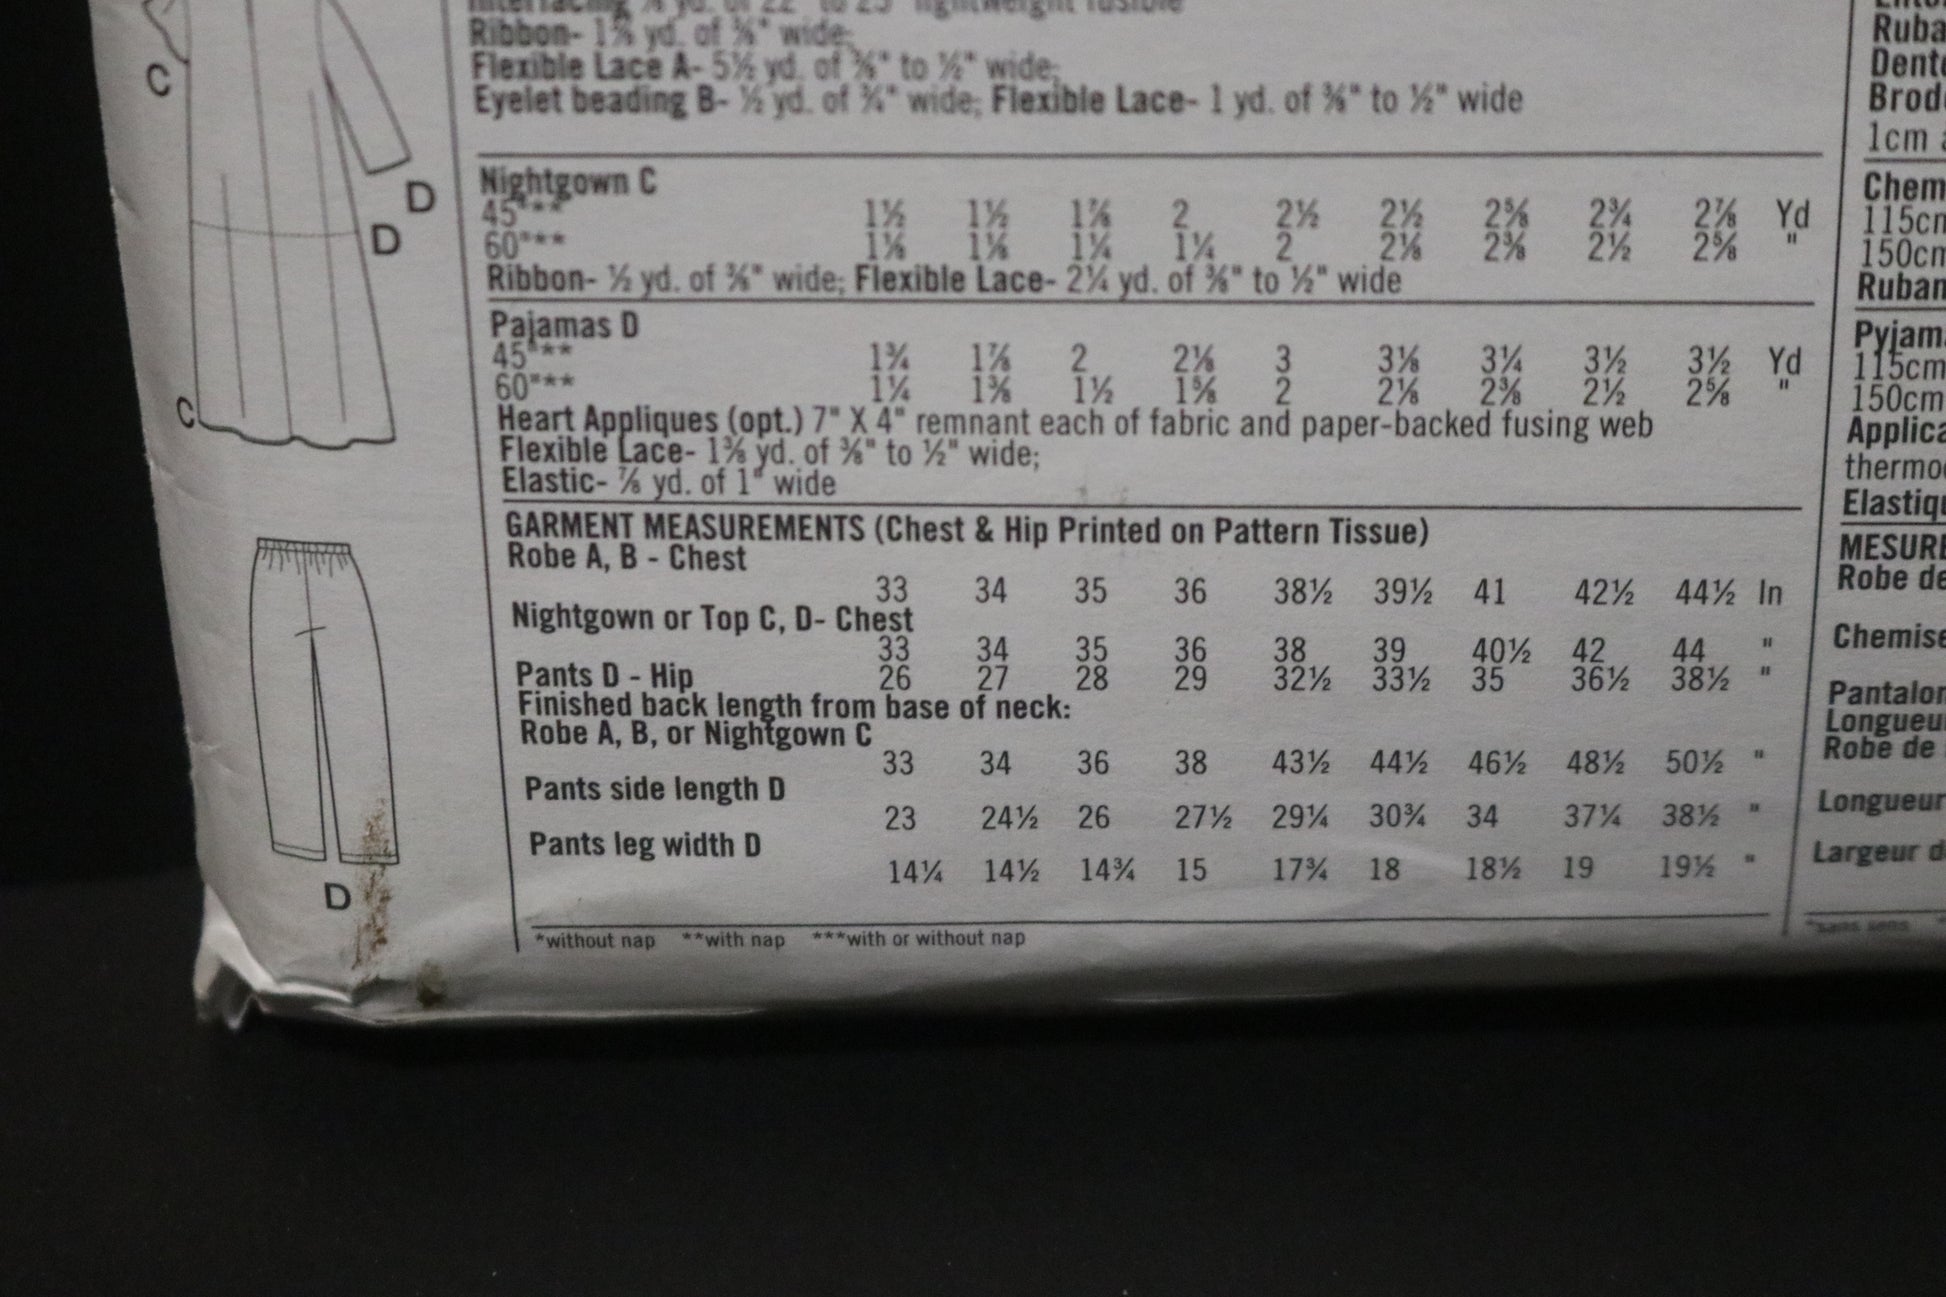 C
D
D
C
D
Interfacing yd. of 22" to 25" lightweight fusible
Ribbon- yd. of ⅜" wide;
Flexible Lace A- 5½ yd. of ⅜" to ½" wide;
Eyelet beading B- ½ yd. of ¾" wide; Flexible Lace- 1 yd. of ⅜" to ½" wide
Nightgown C
45"*** 1½ 1½ 2 2½ 2½ 2⅝ 2¾ 2⅞ Yd
60"** 1⅛ 1⅛ 1¼ 1¼ 2 2⅛ 2⅜ 2½ 2⅝ "
Ribbon- ½ yd. of ⅜" wide; Flexible Lace- 2¼ yd. of ⅜" to ½" wide
Pajamas D
45"** 1¾ 1⅞ 2 2⅛ 3 3⅛ 3¼ 3½ 3½ Yd
60"** 1¼ 1⅜ 1½ 1⅝ 2 2⅛ 2⅜ 2½ 2⅝ "
Heart Appliques (opt.) 7" X 4" remnant each of fabric and paper-backed fusing web
Flexible Lace- 1⅜ yd. of ⅜" to ½" wide;
Elastic- ⅞ yd. of 1" wide
GARMENT MEASUREMENTS (Chest & Hip Printed on Pattern Tissue)
Robe A, B - Chest
33 34 35 36 38½ 39½ 41 42½ 44½ In
Nightgown or Top C, D- Chest
33 34 35 36 38 39 40½ 42 44 "
Pants D - Hip 26 27 28 29 32½ 33½ 35 36½ 38½ "
Finished back length from base of neck:
Robe A, B, or Nightgown C
33 34 36 38 43½ 44½ 46½ 48½ 50½ "
Pants side length D
23 24½ 26 27½ 29¼ 30¾ 34 37¼ 38½ "
Pants leg width D
14¼ 14½ 14¾ 15 17¾ 18 18½ 19 19½ "
*without nap **with nap ***with or without nap
Ruba
Dente
Brode
1cm
Chem
115cm
150cm
Ruban
Pyjam
115cm
150cm
Applica
thermo
Elastiqu
MESURE
Robe de
Chemise
Pantalon
Longueu
Robe de
Longueur
Largeur d
*sans sens